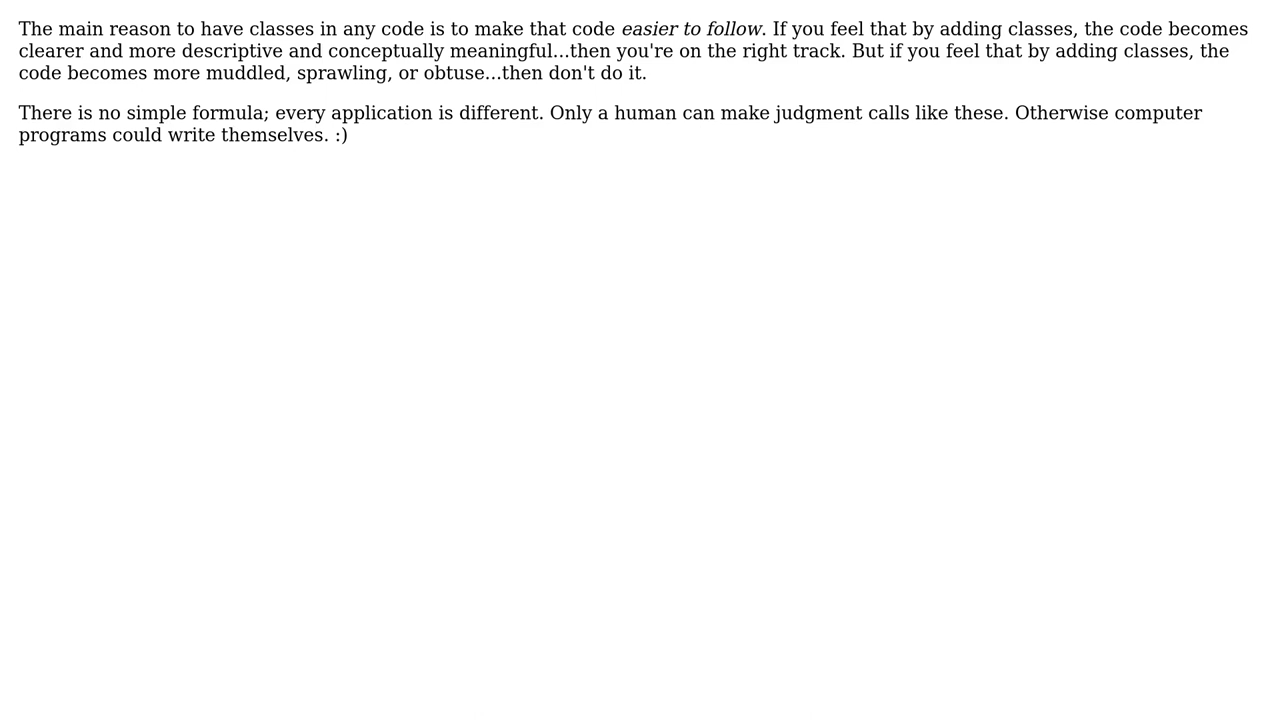 The main reason to have classes in any code is to make that code easier to follow. If you feel that by adding classes, the code becomes
clearer and more descriptive and conceptually meaningful...then you're on the right track. But if you feel that by adding classes, the
code becomes more muddled, sprawling, or obtuse...then don't do it.
There is no simple formula; every application is different. Only a human can make judgment calls like these. Otherwise computer
programs could write themselves. :)